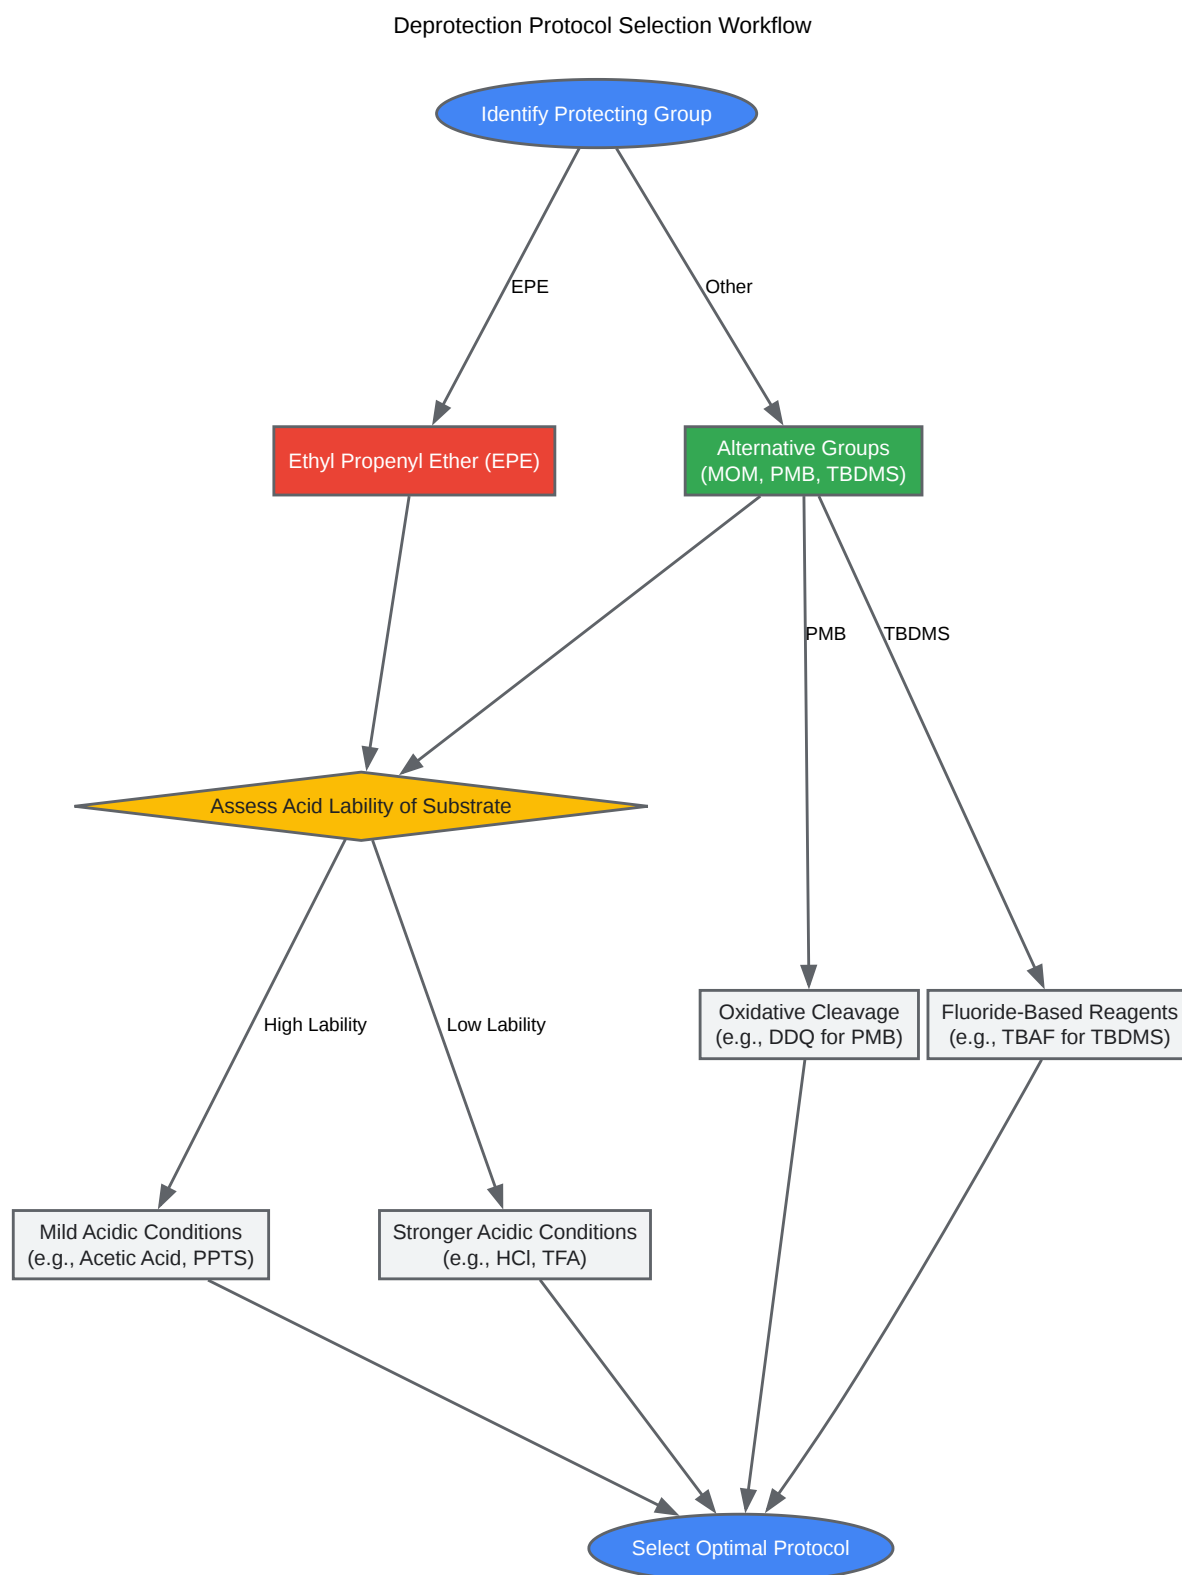 Deprotection Protocol Selection Workflow
Identify Protecting Group
EPE
Other
Ethyl Propenyl Ether (EPE)
Alternative Groups
(MOM, PMB, TBDMS)
PMB
TBDMS
Assess Acid Lability of Substrate
High Lability
Low Lability
Oxidative Cleavage
(e.g., DDQ for PMB)
Fluoride-Based Reagents
(e.g., TBAF for TBDMS)
Mild Acidic Conditions
(e.g., Acetic Acid, PPTS)
Stronger Acidic Conditions
(e.g., HCl, TFA)
Select Optimal Protocol